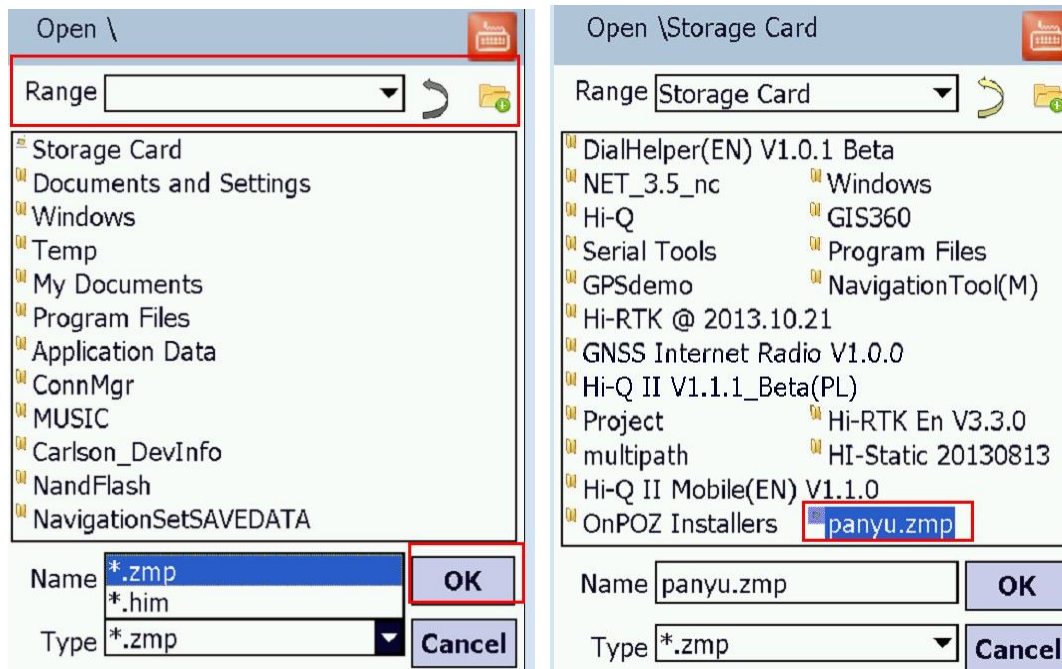 Open \
Range
Storage Card
Documents and Settings
Windows
Temp
My Documents
Program Files
Application Data
ConnMgr
MUSIC
Carlson_DevInfo
NandFlash
NavigationSetSAVEDATA
Name *.zmp OK
*.him
Type *.zmp Cancel
Open \Storage Card
Range Storage Card
DialHelper(EN) V1.0.1 Beta
NET_3.5_nc Windows
Hi-Q GIS360
Serial Tools Program Files
GPSdemo NavigationTool(M)
Hi-RTK @ 2013.10.21
GNSS Internet Radio V1.0.0
Hi-Q II V1.1.1_Beta(PL)
Project Hi-RTK En V3.3.0
multipath HI-Static 20130813
Hi-Q II Mobile(EN) V1.1.0
OnPOZ Installers panyu.zmp
Name panyu.zmp OK
Type *.zmp Cancel